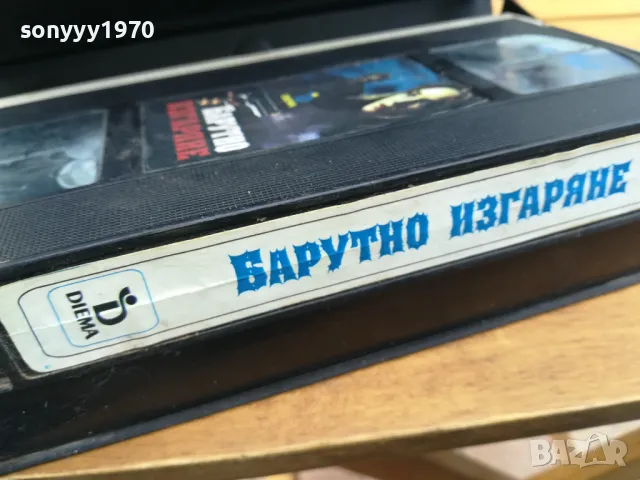 sonyyy1970
БАРУТНО
ИЗГАРЯНЕ
БАРУТНО ИЗГАРЯНЕ
D
DIEMA
BAZAR